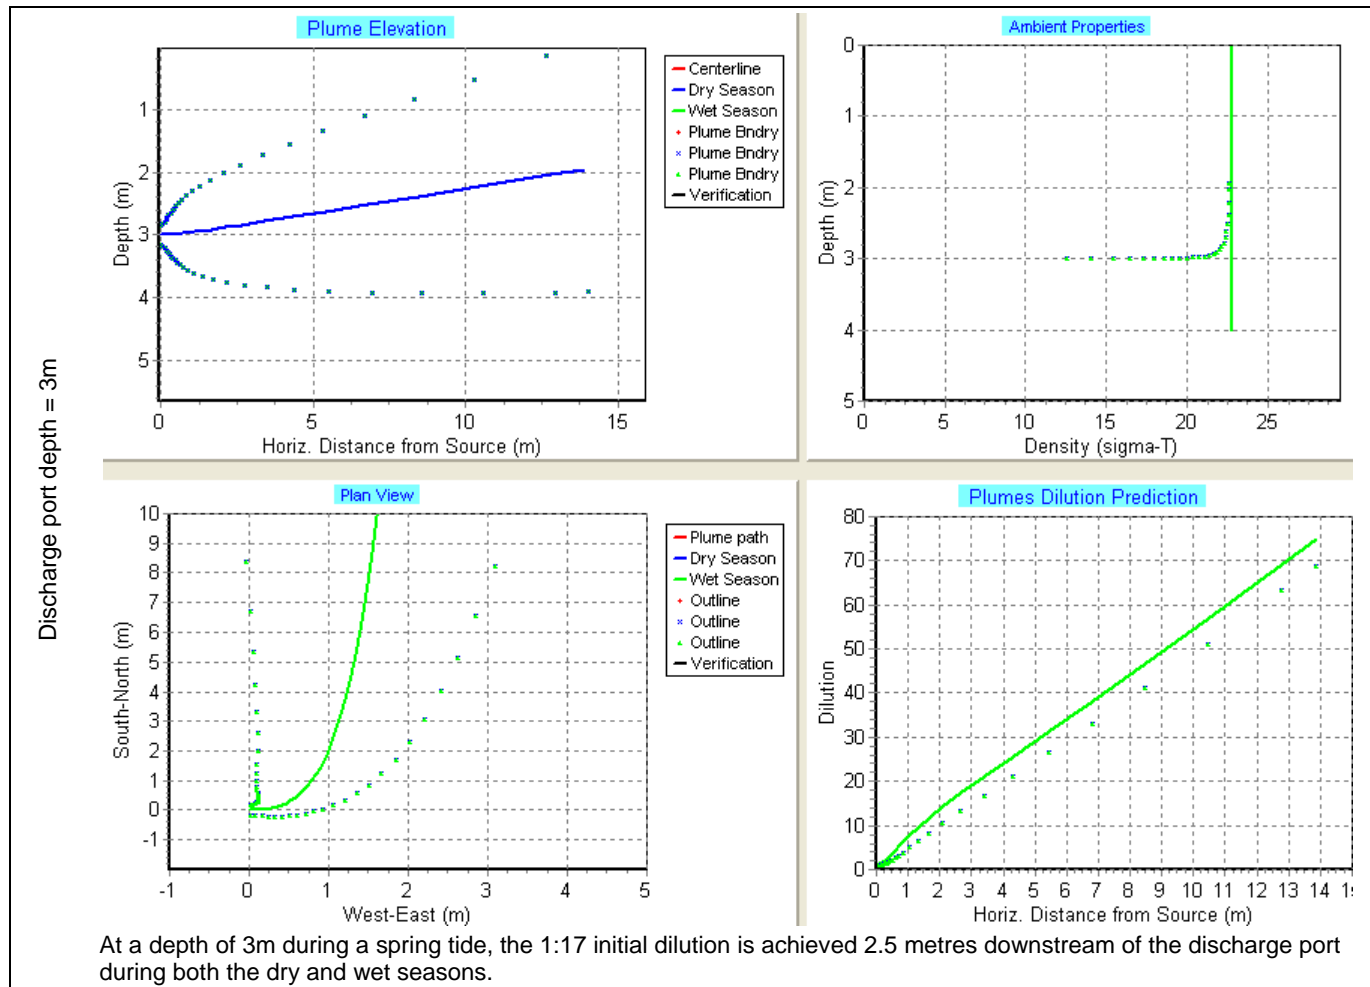 Discharge port depth = 3m
Plume Elevation
1
2
3
4
5
Depth (m)
0
5
10
15
Horiz. Distance from Source (m)
Centerline
Dry Season
Wet Season
Plume Bndry
Plume Bndry
Plume Bndry
Verification
Ambient Properties
0
1
2
3
4
5
Depth (m)
0
5
10
15
20
25
Density (sigma-T)
Plan View
10
9
8
7
6
5
4
3
2
1
0
-1
South-North (m)
-1
0
1
2
3
4
5
West-East (m)
Plume path
Dry Season
Wet Season
Outline
Outline
Outline
Verification
Plumes Dilution Prediction
80
70
60
50
40
30
20
10
0
Dilution
0 1 2 3 4 5 6 7 8 9 10 11 12 13 14
Horiz. Distance from Source (m)
At a depth of 3m during a spring tide, the 1:17 initial dilution is achieved 2.5 metres downstream of the discharge port
during both the dry and wet seasons.